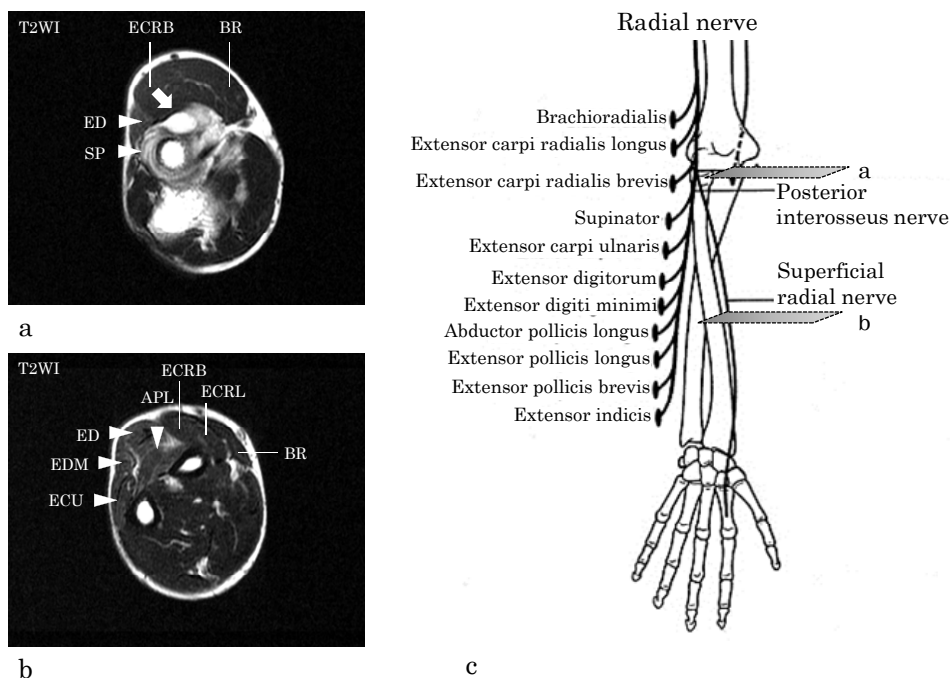 T2WI
ECRB
BR
ED
SP
a
T2WI
ECRB
APL
ECRL
ED
BR
EDM
ECU
b
Radial nerve
Brachioradialis
Extensor carpi radialis longus
Extensor carpi radialis brevis
a
Posterior
interosseus nerve
Supinator
Extensor carpi ulnaris
Extensor digitorum
Superficial
radial nerve
Extensor digiti minimi
b
Abductor pollicis longus
Extensor pollicis longus
Extensor pollicis brevis
Extensor indicis
c